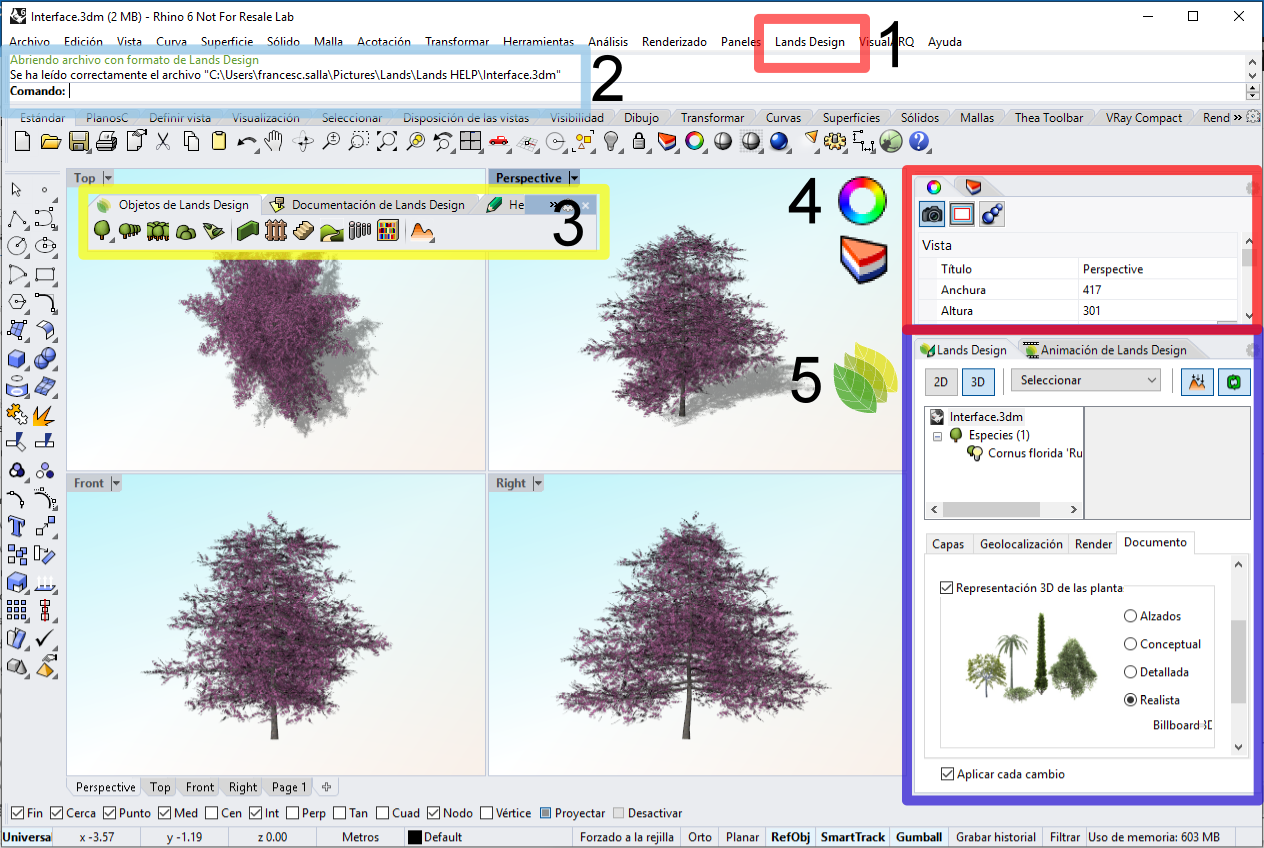 Interface.3dm (2 MB) - Rhino 6 Not For Resale Lab
Archivo Edición Vista Curva Superficie Sólido Malla Acotación Transformar Herramientas Análisis Renderizado Paneles Lands Design VisualARQ Ayuda
1
Abriendo archivo con formato de Lands Design
Se ha leído correctamente el archivo "C:\Users\francesc.salla\Pictures\Lands\Lands HELP\Interface.3dm"
Comando:
2
Estándar PlanosC Definir vista Visualización Seleccionar Disposición de las vistas Visibilidad Dibujo Transformar Curvas Superficies Sólidos Mallas Thea Toolbar VRay Compact Rend »
Top
Objetos de Lands Design Documentación de Lands Design He »
3
Perspective
4
5
Front
Right
Vista
Título Perspective
Anchura 417
Altura 301
Lands Design Animación de Lands Design
2D 3D Seleccionar
Interface.3dm
Especies (1)
Cornus florida 'Ru
Capas Geolocalización Render Documento
Representación 3D de las planta
Alzados
Conceptual
Detallada
Realista
Billboard 3D
Aplicar cada cambio
Perspective Top Front Right Page 1
Fin Cerca Punto Med Cen Int Perp Tan Cuad Nodo Vértice Proyectar Desactivar
Universa x -3.57 y -1.19 z 0.00 Metros Default Forzado a la rejilla Orto Planar RefObj SmartTrack Gumball Grabar historial Filtrar Uso de memoria: 603 MB